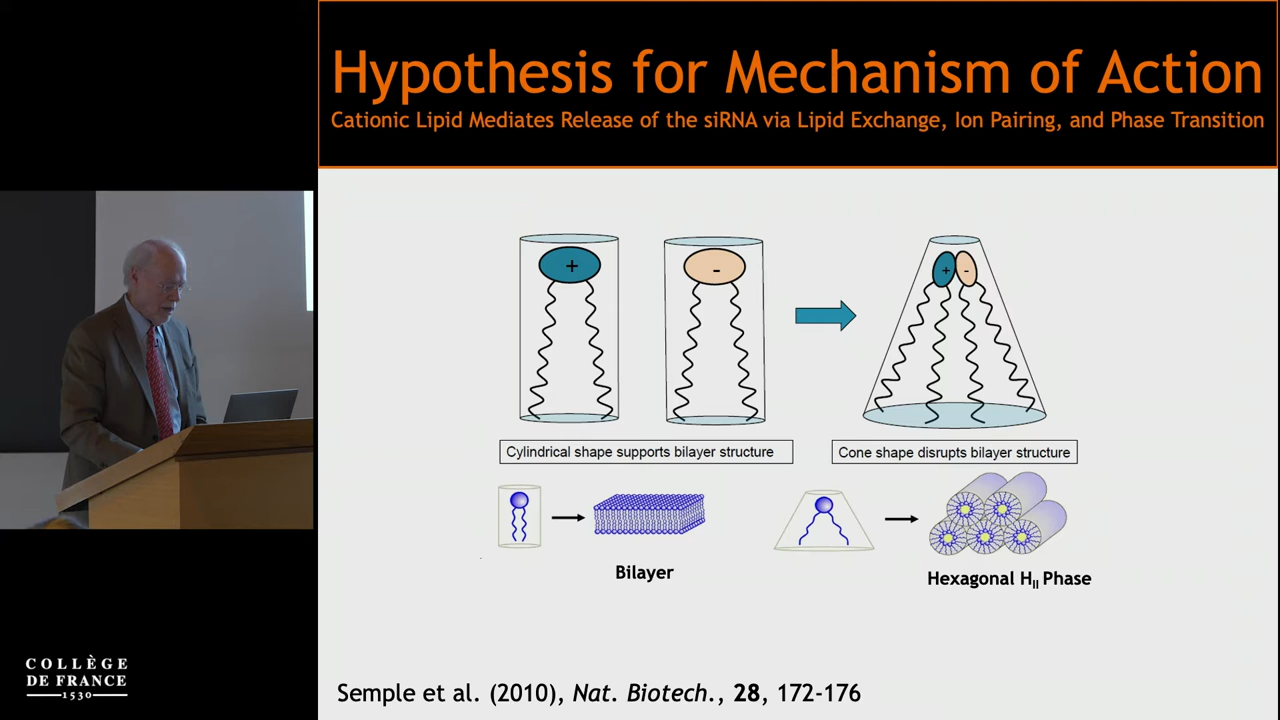 Hypothesis for Mechanism of Action
Cationic Lipid Mediates Release of the siRNA via Lipid Exchange, Ion Pairing, and Phase Transition
+
-
+
-
Cylindrical shape supports bilayer structure
Cone shape disrupts bilayer structure
Bilayer
Hexagonal H_II Phase
COLLÈGE
DE FRANCE
1530
Semple et al. (2010), Nat. Biotech., 28, 172-176